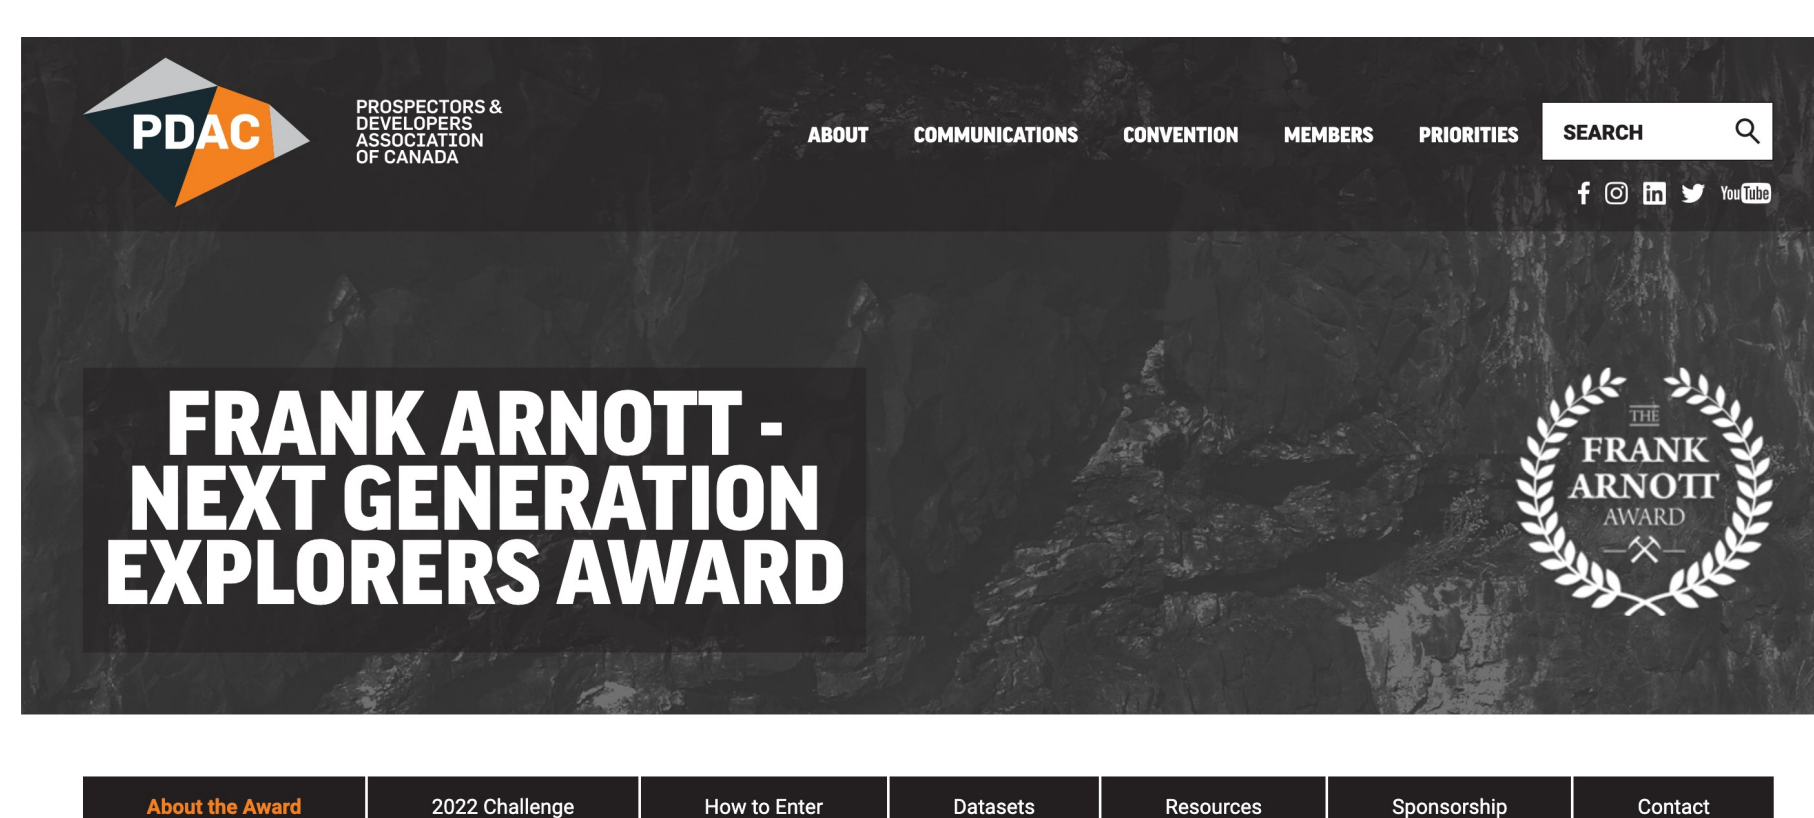 PDAC
PROSPECTORS &
DEVELOPERS
ASSOCIATION
OF CANADA
ABOUT
COMMUNICATIONS
CONVENTION
MEMBERS
PRIORITIES
SEARCH
YouTube
FRANK ARNOTT -
NEXT GENERATION
EXPLORERS AWARD
THE
FRANK
ARNOTT
AWARD
About the Award
2022 Challenge
How to Enter
Datasets
Resources
Sponsorship
Contact